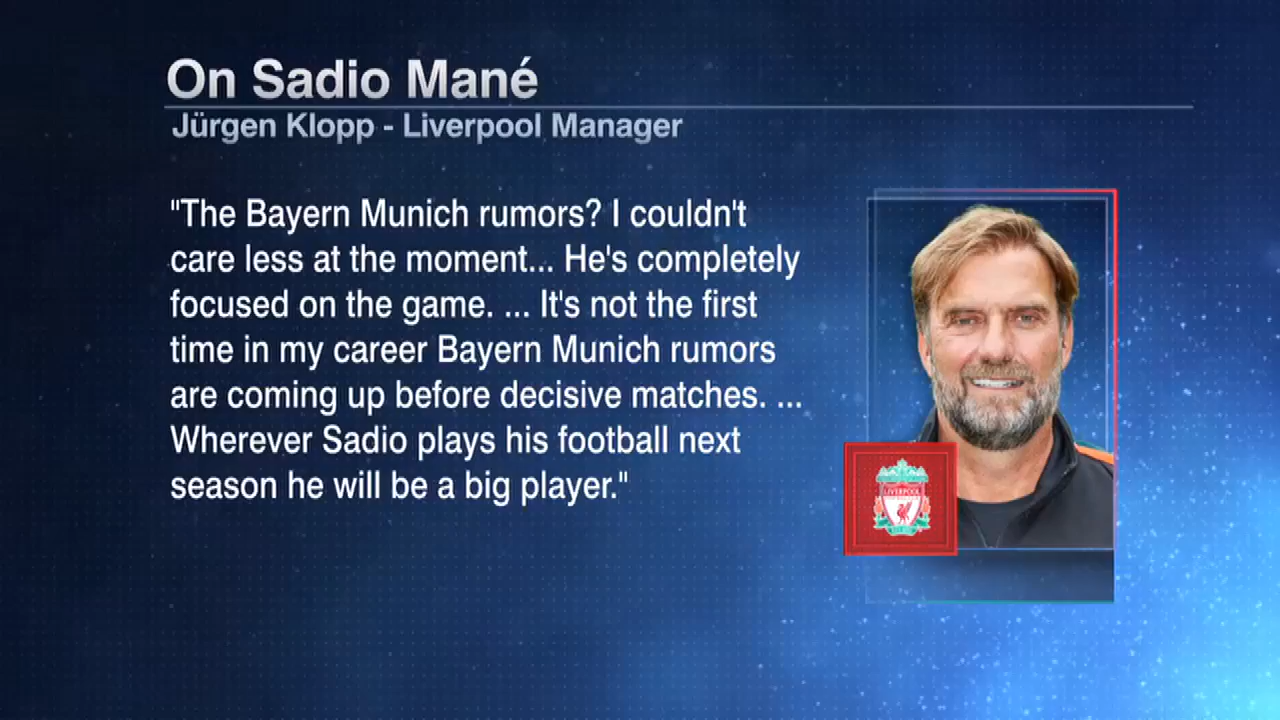 On Sadio Mané
Jürgen Klopp - Liverpool Manager
"The Bayern Munich rumors? I couldn't
care less at the moment... He's completely
focused on the game. ... It's not the first
time in my career Bayern Munich rumors
are coming up before decisive matches. ...
Wherever Sadio plays his football next
season he will be a big player."
LIVERPOOL